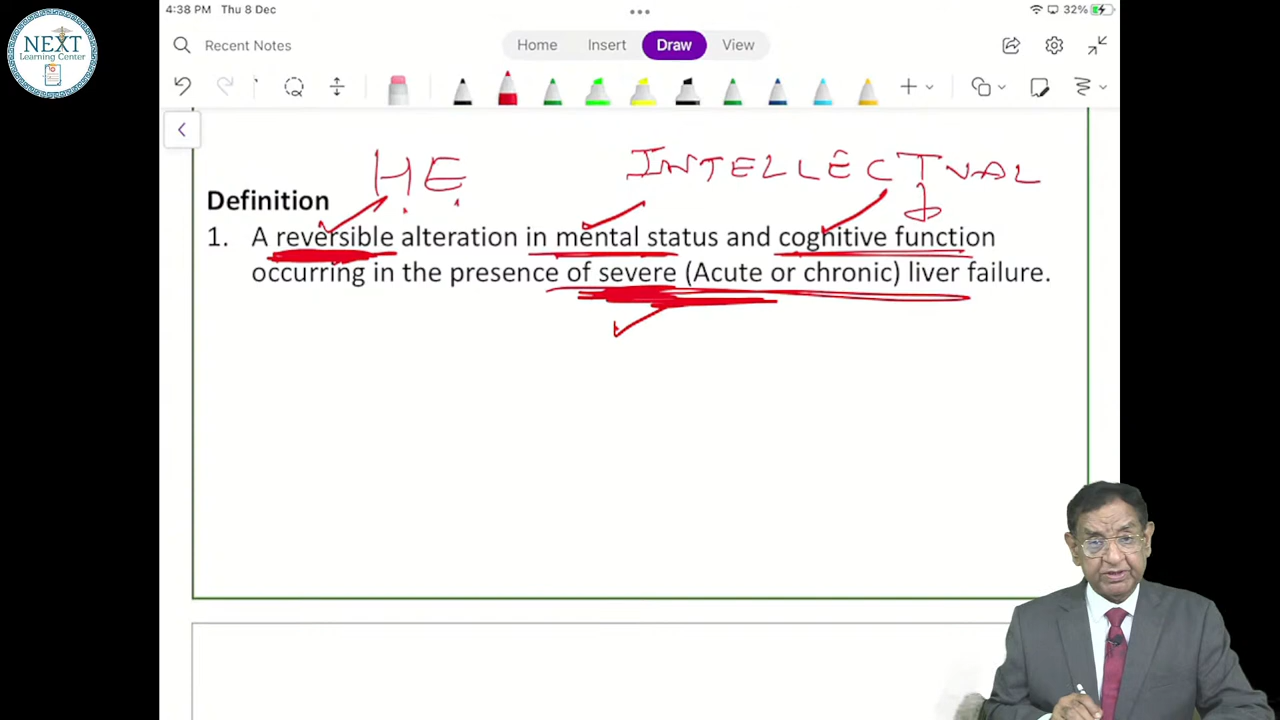 4:38 PM Thu 8 Dec
32%
NEXT
Learning Center
Recent Notes
Home Insert Draw View
HE INTELLECTUAL
Definition
1. A reversible alteration in mental status and cognitive function
occurring in the presence of severe (Acute or chronic) liver failure.